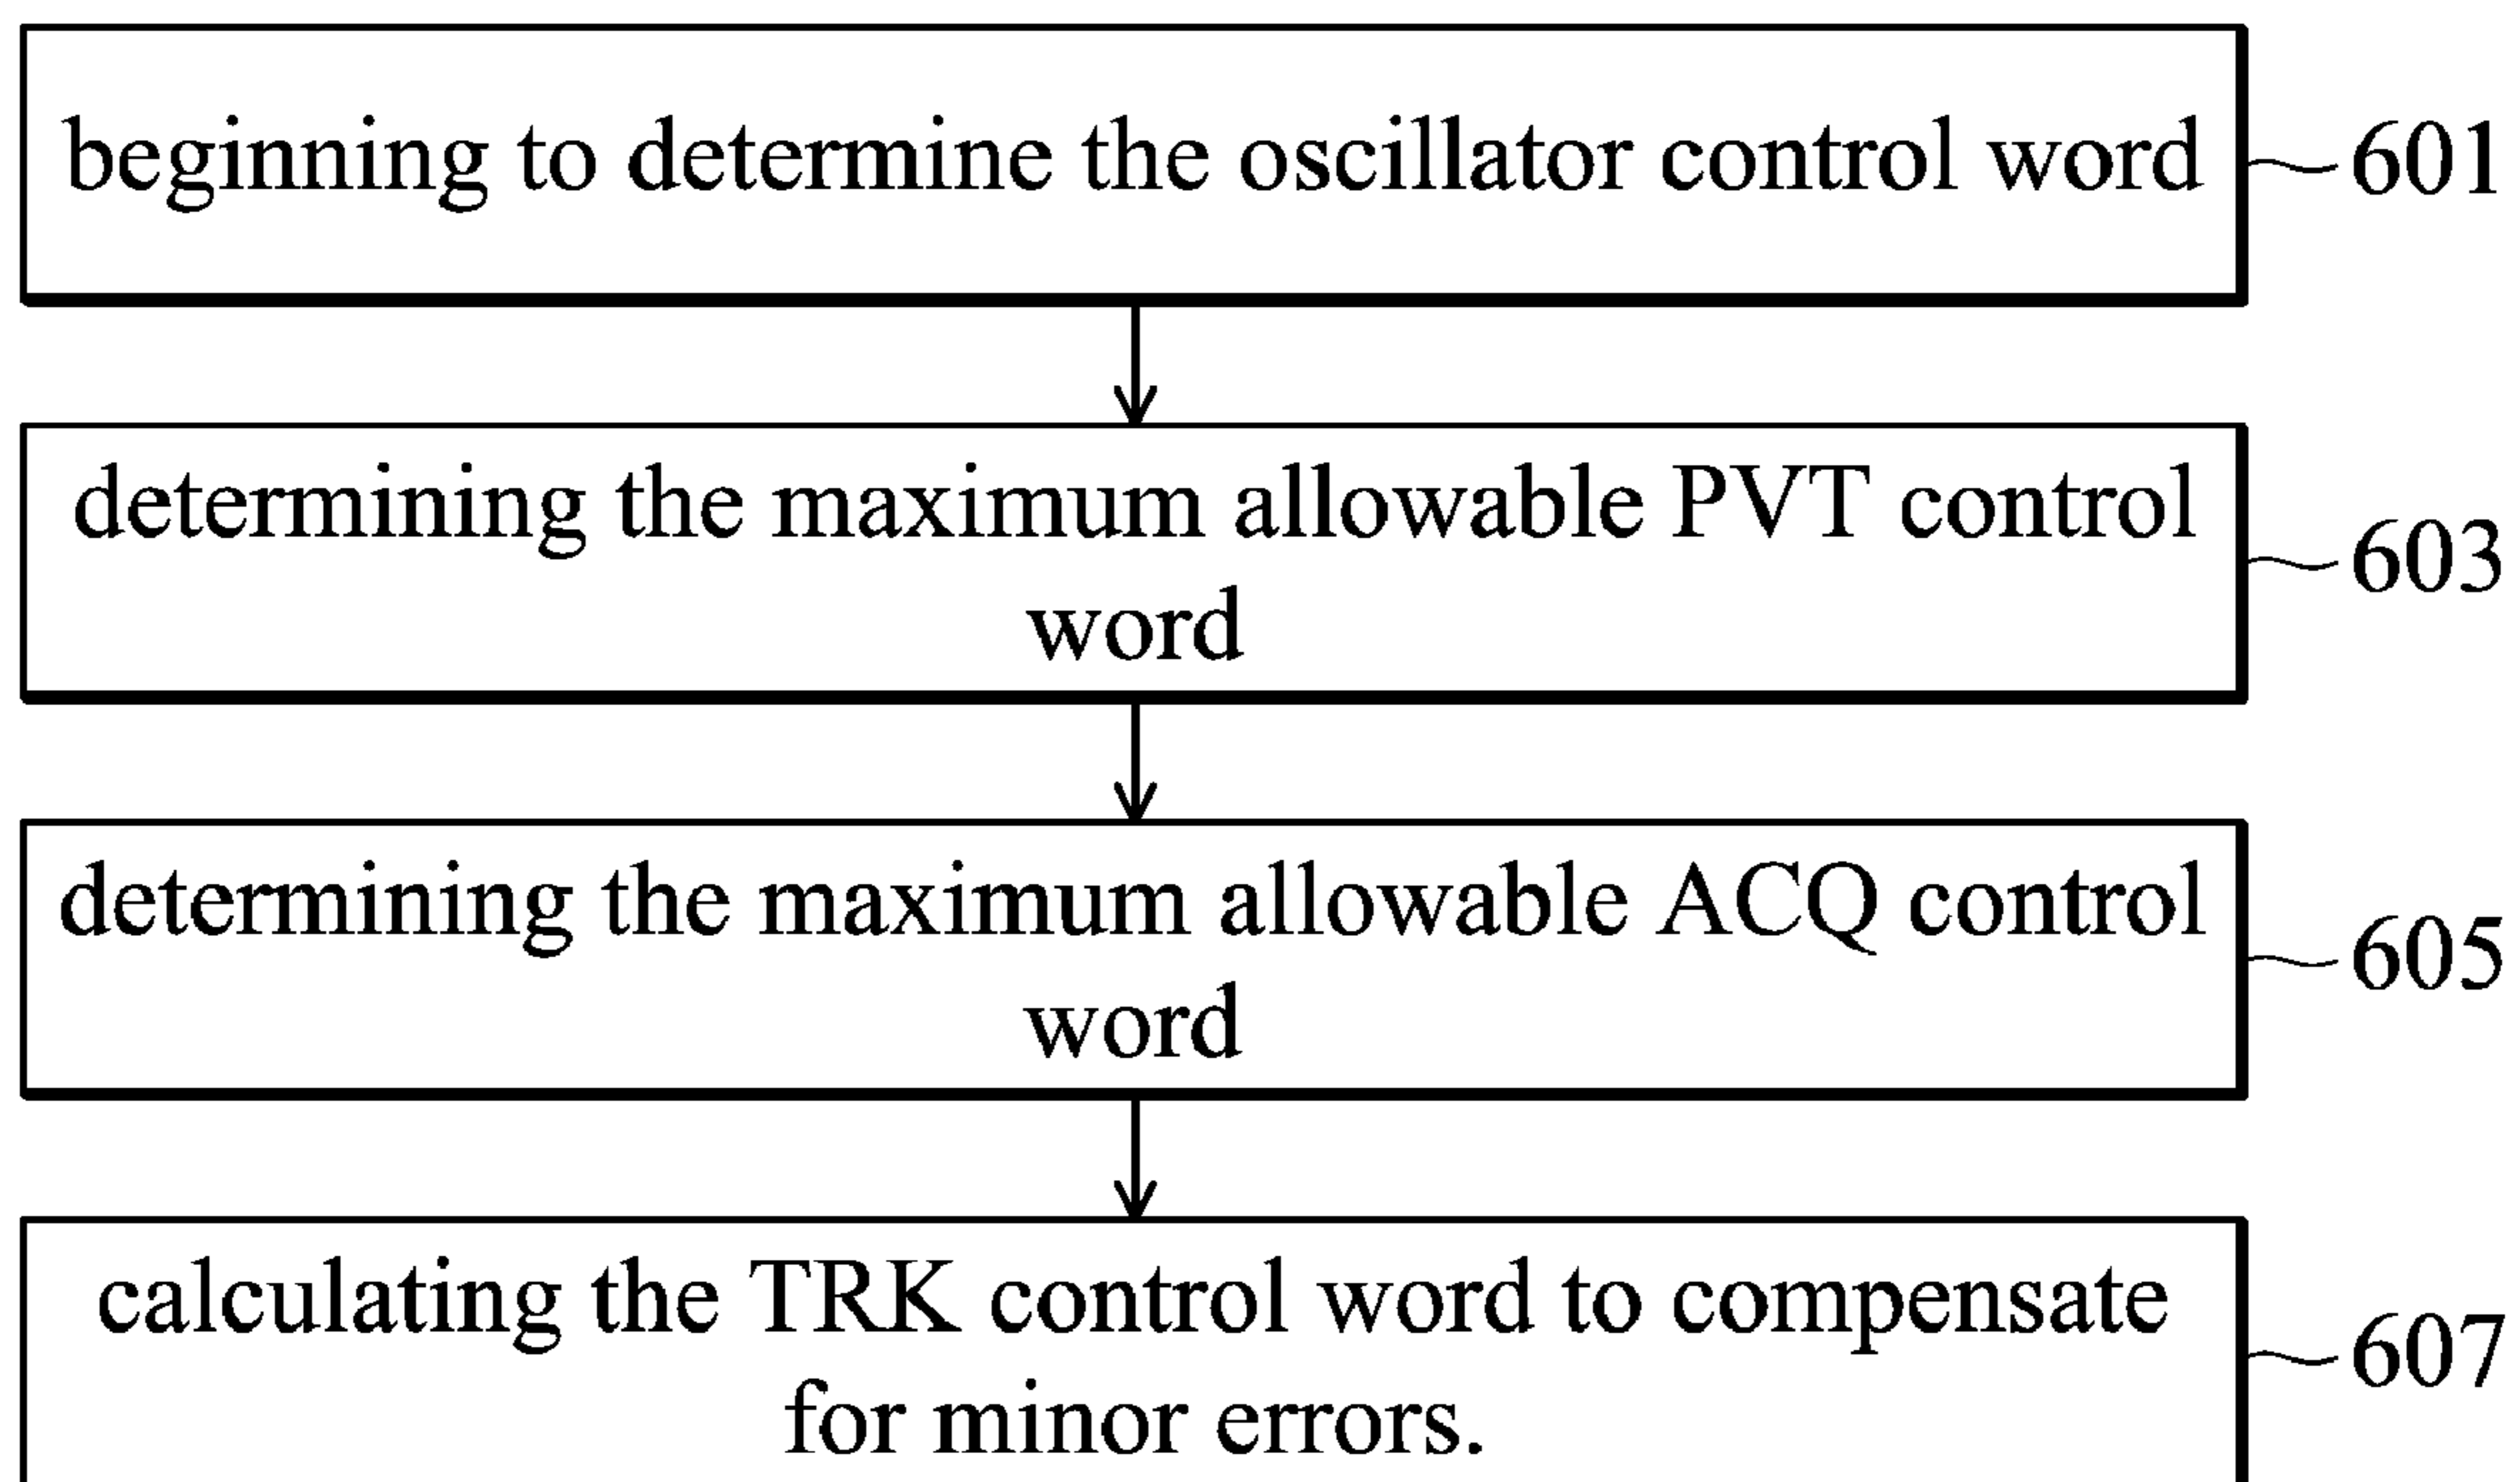 beginning to determine the oscillator control word
601
determining the maximum allowable PVT control
word
603
determining the maximum allowable ACQ control
word
605
calculating the TRK control word to compensate
for minor errors.
607